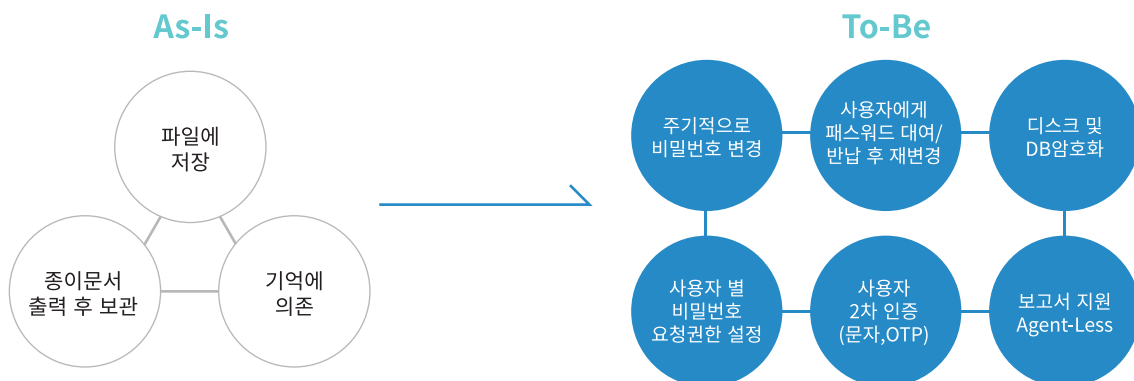 As-Is
파일에
저장
종이문서
출력 후 보관
기억에
의존
To-Be
주기적으로
비밀번호 변경
사용자에게
패스워드 대여/
반납 후 재변경
디스크 및
DB암호화
사용자 별
비밀번호
요청권한 설정
사용자
2차 인증
(문자,OTP)
보고서 지원
Agent-Less